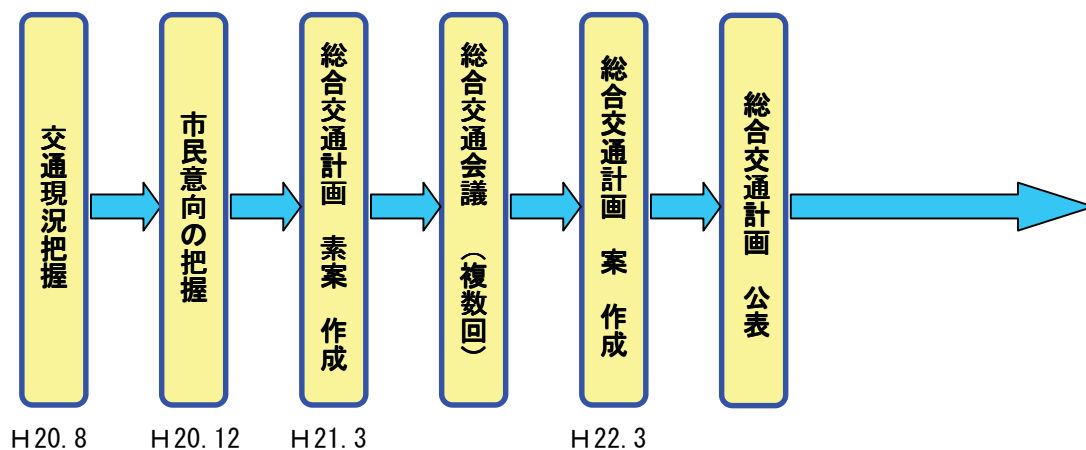 交通現況把握
市民意向の把握
総合交通計画　素案　作成
総合交通会議　（複数回）
総合交通計画　案　作成
総合交通計画　公表
H20.8
H20.12
H21.3
H22.3